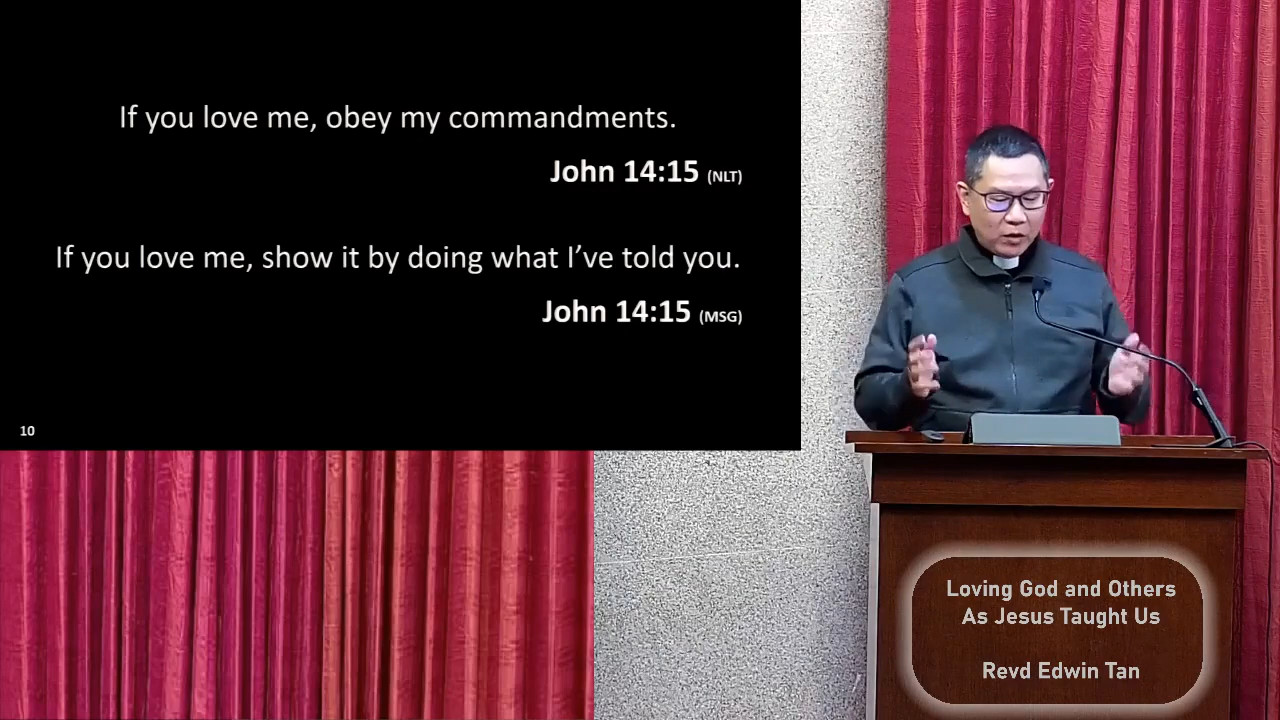 If you love me, obey my commandments.
John 14:15 (NLT)
If you love me, show it by doing what I’ve told you.
John 14:15 (MSG)
10
Loving God and Others
As Jesus Taught Us
Revd Edwin Tan